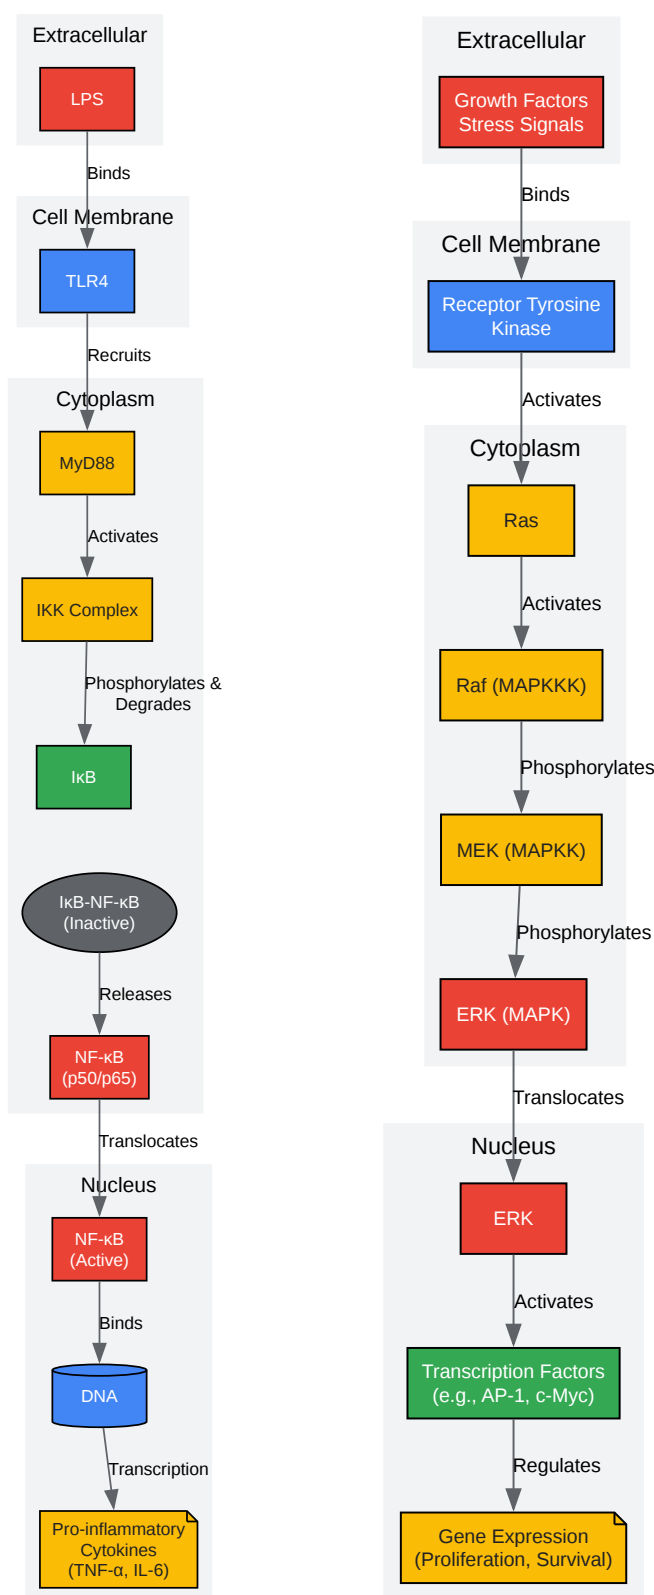 Extracellular
LPS
Binds
Cell Membrane
TLR4
Recruits
Cytoplasm
MyD88
Activates
IKK Complex
Phosphorylates &
Degrades
IκB
IκB-NF-κB
(Inactive)
Releases
NF-κB
(p50/p65)
Translocates
Nucleus
NF-κB
(Active)
Binds
DNA
Transcription
Pro-inflammatory
Cytokines
(TNF-α, IL-6)
Extracellular
Growth Factors
Stress Signals
Binds
Cell Membrane
Receptor Tyrosine
Kinase
Activates
Cytoplasm
Ras
Activates
Raf (MAPKKK)
Phosphorylates
MEK (MAPKK)
Phosphorylates
ERK (MAPK)
Translocates
Nucleus
ERK
Activates
Transcription Factors
(e.g., AP-1, c-Myc)
Regulates
Gene Expression
(Proliferation, Survival)